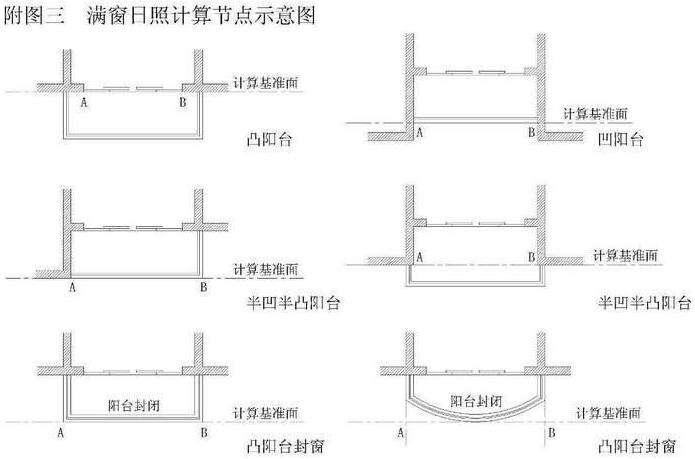 附图三 满窗日照计算节点示意图
计算基准面
A B
凸阳台
计算基准面
A B
凹阳台
计算基准面
A B
半凹半凸阳台
A B
计算基准面
半凹半凸阳台
阳台封闭
计算基准面
A B
凸阳台封窗
阳台封闭
计算基准面
A B
凸阳台封窗